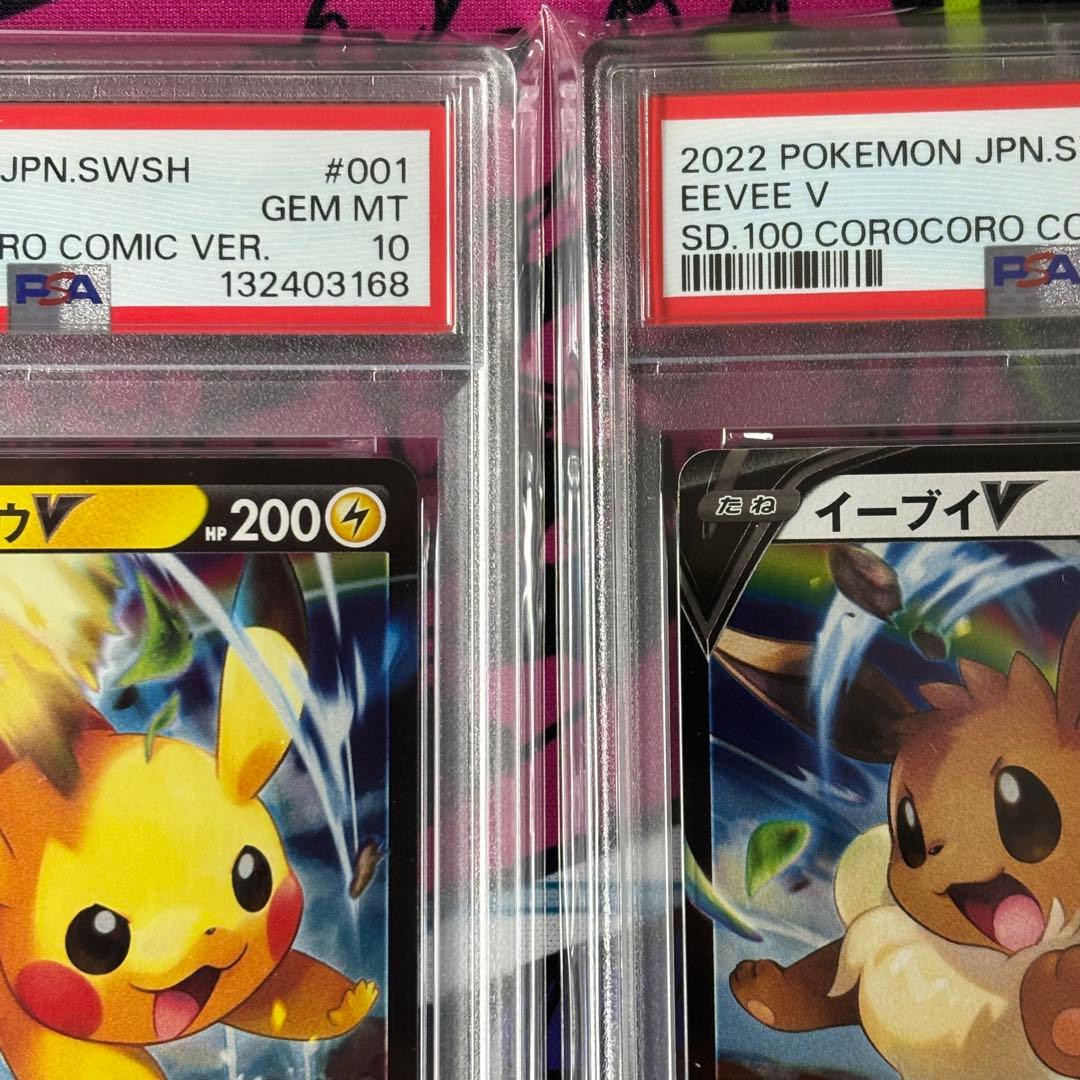 JPN.SWSH #001
GEM MT
RO COMIC VER. 10
PSA 132403168
ウV HP 200
2022 POKEMON JPN.S
EEVEE V
SD.100 COROCORO CO
PSA
たね イーブイV